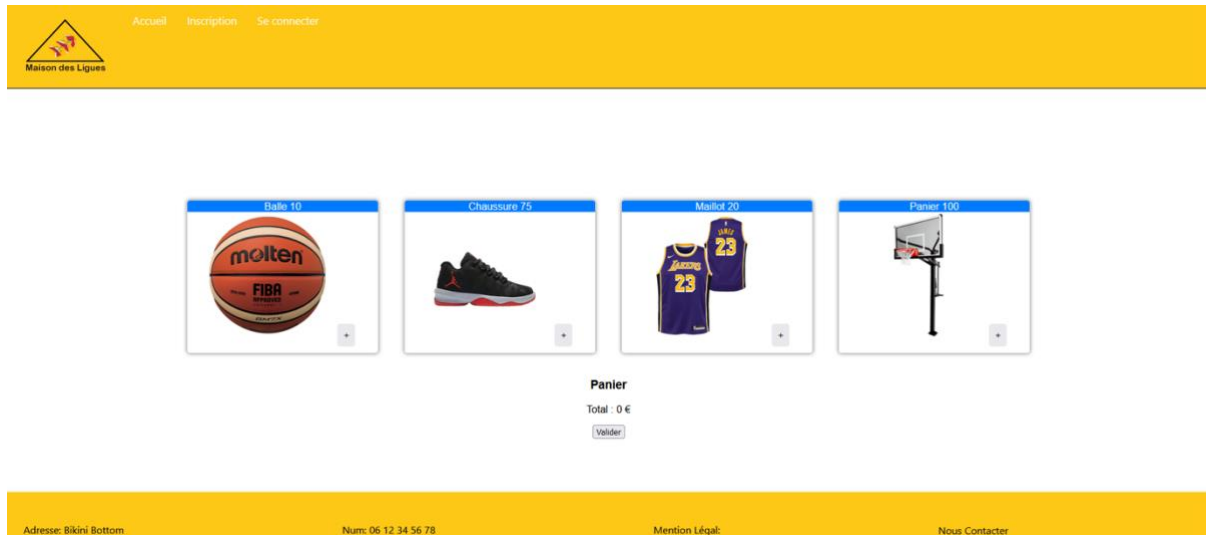 Accueil Inscription Se connecter
Maison des Ligues
Balle 10
Chaussure 75
Maillot 20
Panier 100
molten
FIBA
APPROVED
JAMES
23
LAKERS
23
+
+
+
+
Panier
Total : 0 €
Valider
Adresse: Bikini Bottom
Num: 06 12 34 56 78
Mention Légal:
Nous Contacter